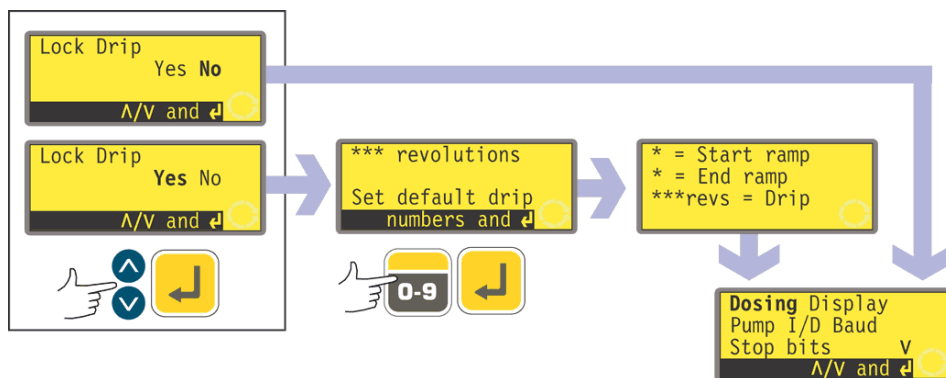 Lock Drip
Yes No
Λ/V and ↲
Lock Drip
Yes No
Λ/V and ↲
*** revolutions
Set default drip
numbers and ↲
0-9
* = Start ramp
* = End ramp
***revs = Drip
Dosing Display
Pump I/D Baud
Stop bits V
Λ/V and ↲